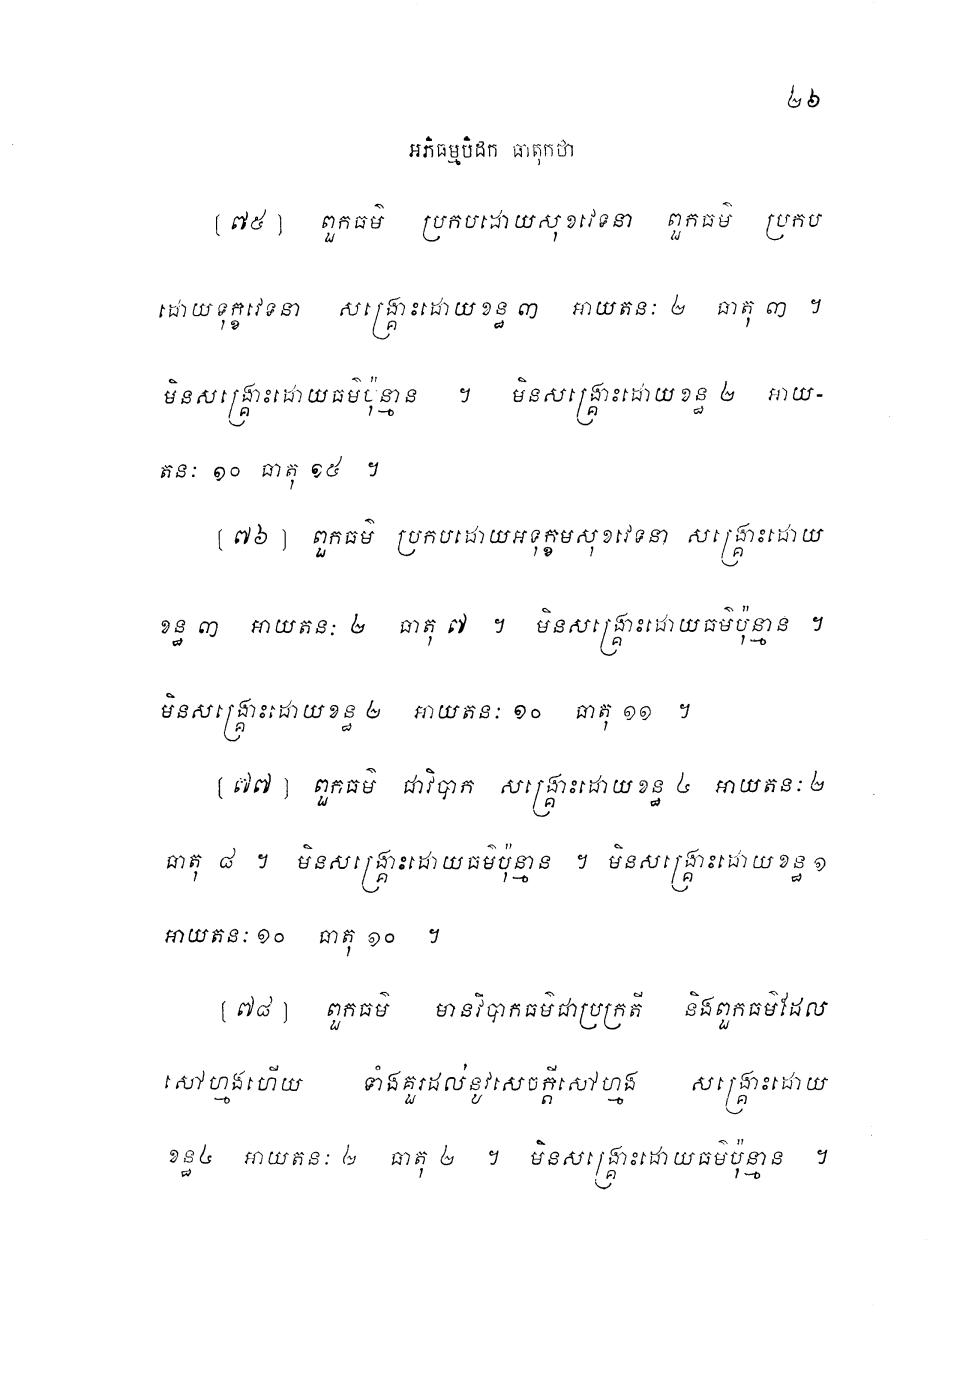 ២៦
អភិធម្មបិដក ធាតុកថា
[៧៥] ពួកធម៌ ប្រកបដោយសុខវេទនា ពួកធម៌ ប្រកប
ដោយទុក្ខវេទនា សង្គ្រោះដោយខន្ធ ៣ អាយតនៈ ២ ធាតុ ៣ ។
មិនសង្គ្រោះដោយធម៌ប៉ុន្មាន ។ មិនសង្គ្រោះដោយខន្ធ ២ អាយ-
តនៈ ១០ ធាតុ ១៥ ។
[៧៦] ពួកធម៌ ប្រកបដោយអទុក្ខមសុខវេទនា សង្គ្រោះដោយ
ខន្ធ ៣ អាយតនៈ ២ ធាតុ ៧ ។ មិនសង្គ្រោះដោយធម៌ប៉ុន្មាន ។
មិនសង្គ្រោះដោយខន្ធ ២ អាយតនៈ ១០ ធាតុ ១១ ។
[៧៧] ពួកធម៌ ជាវិបាក សង្គ្រោះដោយខន្ធ ៤ អាយតនៈ ២
ធាតុ ៨ ។ មិនសង្គ្រោះដោយធម៌ប៉ុន្មាន ។ មិនសង្គ្រោះដោយខន្ធ ១
អាយតនៈ ១០ ធាតុ ១០ ។
[៧៨] ពួកធម៌ មានវិបាកធម៌ជាប្រក្រតី និងពួកធម៌ដែល
សៅហ្មងហើយ ទាំងគួរដល់នូវសេចក្តីសៅហ្មង សង្គ្រោះដោយ
ខន្ធ៤ អាយតនៈ ២ ធាតុ ២ ។ មិនសង្គ្រោះដោយធម៌ប៉ុន្មាន ។